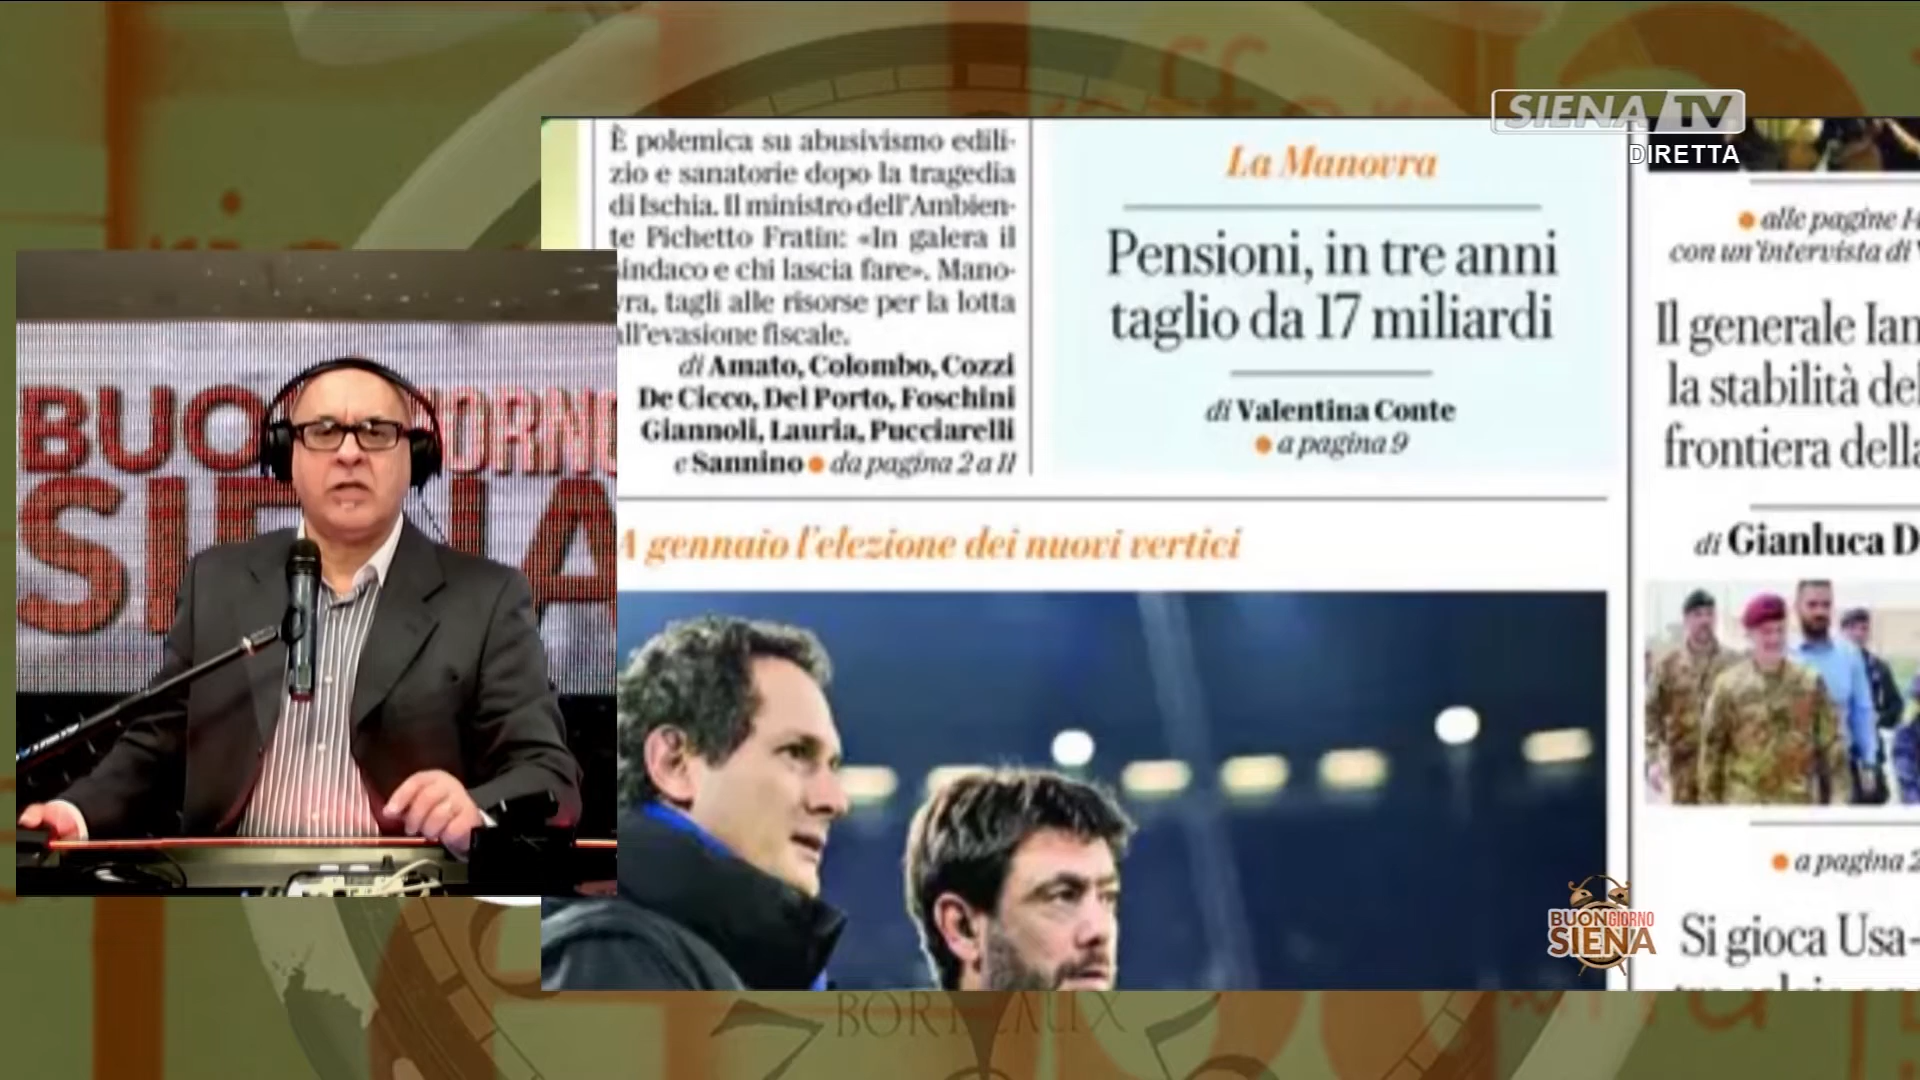 SIENA TV
DIRETTA
È polemica su abusivismo edili-
zio e sanatorie dopo la tragedia
di Ischia. Il ministro dell'Ambien-
te Pichetto Fratin: «In galera il
sindaco e chi lascia fare». Mano-
vra, tagli alle risorse per la lotta
all'evasione fiscale.
di Amato, Colombo, Cozzi
De Cicco, Del Porto, Foschini
Giannoli, Lauria, Pucciarelli
e Sannino ● da pagina 2 a 11
La Manovra
Pensioni, in tre anni
taglio da 17 miliardi
di Valentina Conte
● a pagina 9
● alle pagine 1
con un'intervista di
Il generale Ian
la stabilità del
frontiera della
di Gianluca D
● a pagina 2
Si gioca Usa-
A gennaio l'elezione dei nuovi vertici
BUONGIORNO
SIENA
BUONGIORNO
SIENA
BORDEAUX